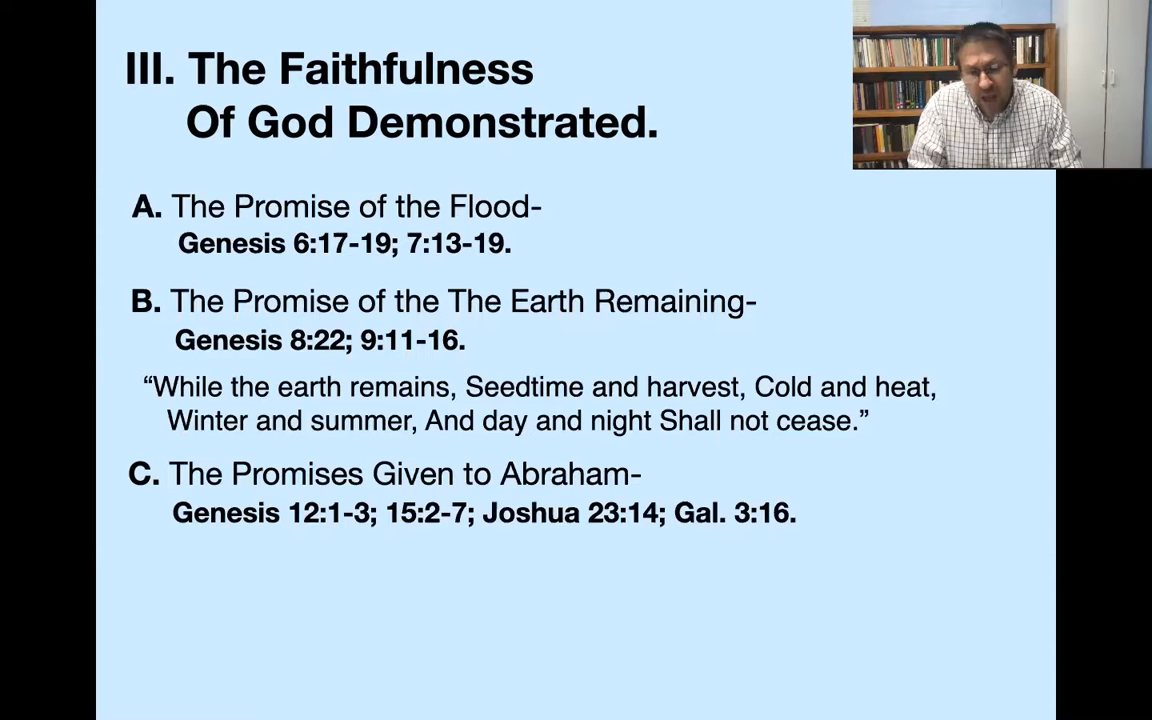 III. The Faithfulness
Of God Demonstrated.
A. The Promise of the Flood-
Genesis 6:17-19; 7:13-19.
B. The Promise of the The Earth Remaining-
Genesis 8:22; 9:11-16.
“While the earth remains, Seedtime and harvest, Cold and heat,
Winter and summer, And day and night Shall not cease.”
C. The Promises Given to Abraham-
Genesis 12:1-3; 15:2-7; Joshua 23:14; Gal. 3:16.